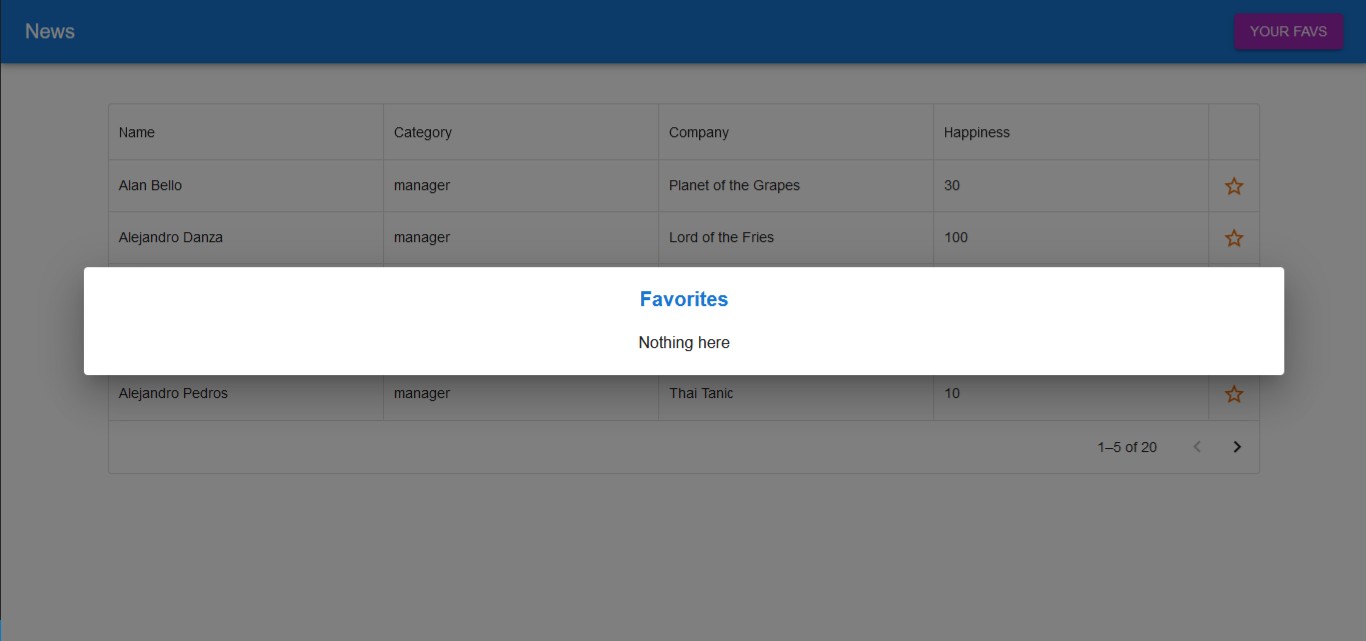 News
YOUR FAVS
Name Category Company Happiness
Alan Bello manager Planet of the Grapes 30
Alejandro Danza manager Lord of the Fries 100
Favorites
Nothing here
Alejandro Pedros manager Thai Tanic 10
1–5 of 20